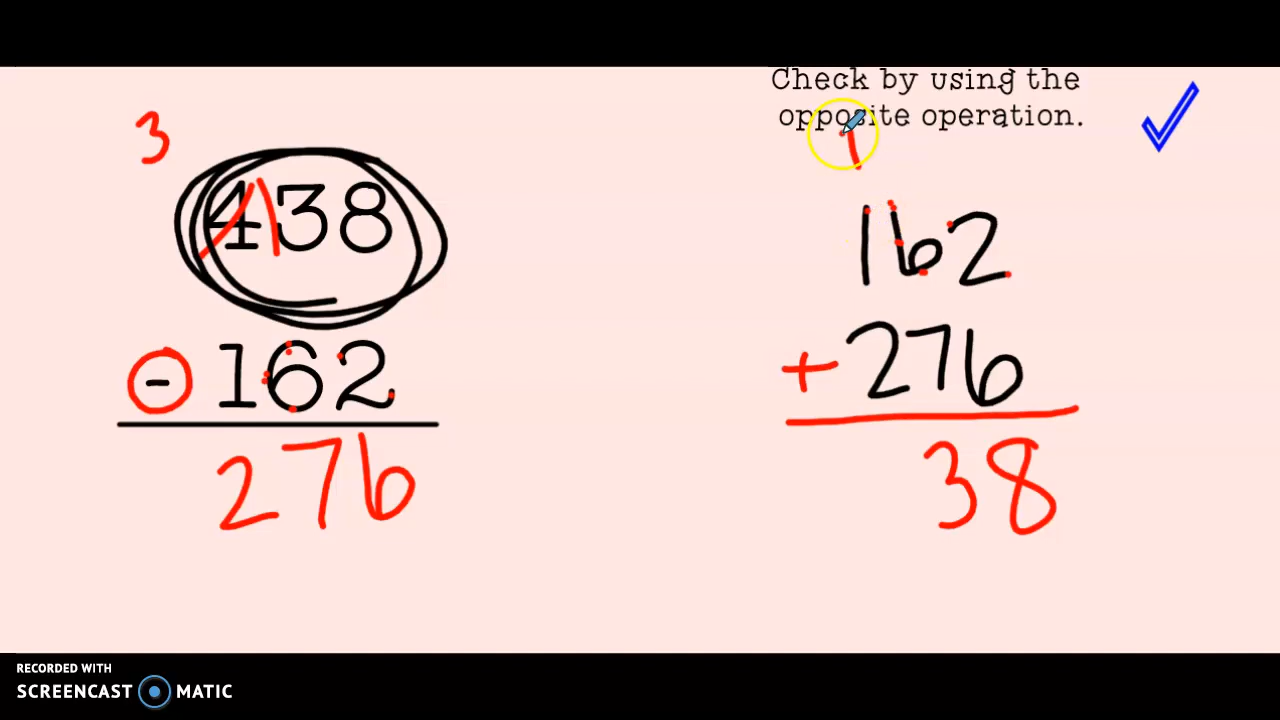 Check by using the
opposite operation.
3
438
- 162
276
1
162
+ 276
38
RECORDED WITH
SCREENCAST MATIC